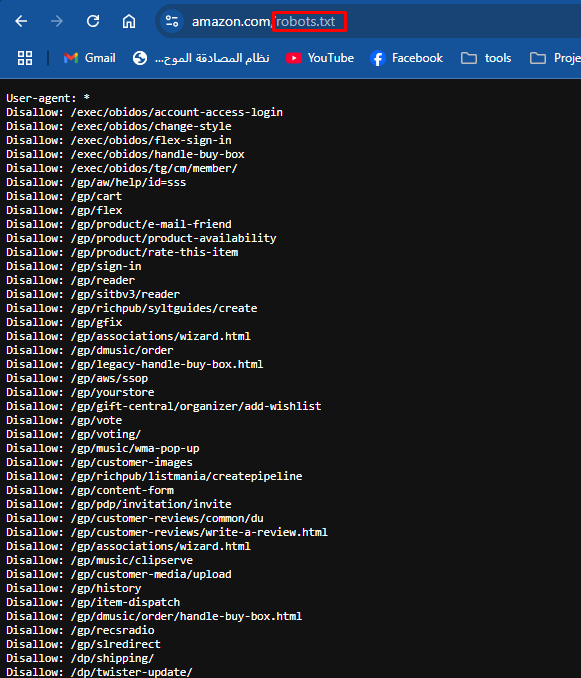 amazon.com/robots.txt
Gmail
نظام المصادقة الموح...
YouTube
Facebook
tools
Proje
User-agent: *
Disallow: /exec/obidos/account-access-login
Disallow: /exec/obidos/change-style
Disallow: /exec/obidos/flex-sign-in
Disallow: /exec/obidos/handle-buy-box
Disallow: /exec/obidos/tg/cm/member/
Disallow: /gp/aw/help/id=sss
Disallow: /gp/cart
Disallow: /gp/flex
Disallow: /gp/product/e-mail-friend
Disallow: /gp/product/product-availability
Disallow: /gp/product/rate-this-item
Disallow: /gp/sign-in
Disallow: /gp/reader
Disallow: /gp/sitbv3/reader
Disallow: /gp/richpub/syltguides/create
Disallow: /gp/gfix
Disallow: /gp/associations/wizard.html
Disallow: /gp/dmusic/order
Disallow: /gp/legacy-handle-buy-box.html
Disallow: /gp/aws/ssop
Disallow: /gp/yourstore
Disallow: /gp/gift-central/organizer/add-wishlist
Disallow: /gp/vote
Disallow: /gp/voting/
Disallow: /gp/music/wma-pop-up
Disallow: /gp/customer-images
Disallow: /gp/richpub/listmania/createpipeline
Disallow: /gp/content-form
Disallow: /gp/pdp/invitation/invite
Disallow: /gp/customer-reviews/common/du
Disallow: /gp/customer-reviews/write-a-review.html
Disallow: /gp/associations/wizard.html
Disallow: /gp/music/clipserve
Disallow: /gp/customer-media/upload
Disallow: /gp/history
Disallow: /gp/item-dispatch
Disallow: /gp/dmusic/order/handle-buy-box.html
Disallow: /gp/recsradio
Disallow: /gp/slredirect
Disallow: /dp/shipping/
Disallow: /dp/twister-update/